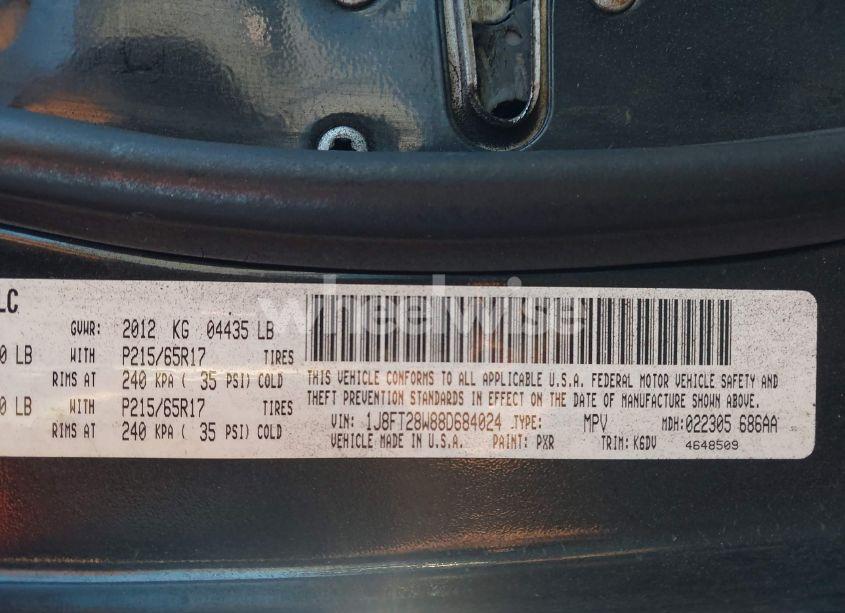 LC
GVWR: 2012 KG 04435 LB
0 LB WITH P215/65R17 TIRES
RIMS AT 240 KPA ( 35 PSI) COLD
0 LB WITH P215/65R17 TIRES
RIMS AT 240 KPA ( 35 PSI) COLD
wheelwise
THIS VEHICLE CONFORMS TO ALL APPLICABLE U.S.A. FEDERAL MOTOR VEHICLE SAFETY AND
THEFT PREVENTION STANDARDS IN EFFECT ON THE DATE OF MANUFACTURE SHOWN ABOVE.
VIN: 1J8FT28W88D684024 TYPE: MPV MDH: 022305 686AA
VEHICLE MADE IN U.S.A. PAINT: PXR TRIM: K6DV 4648509